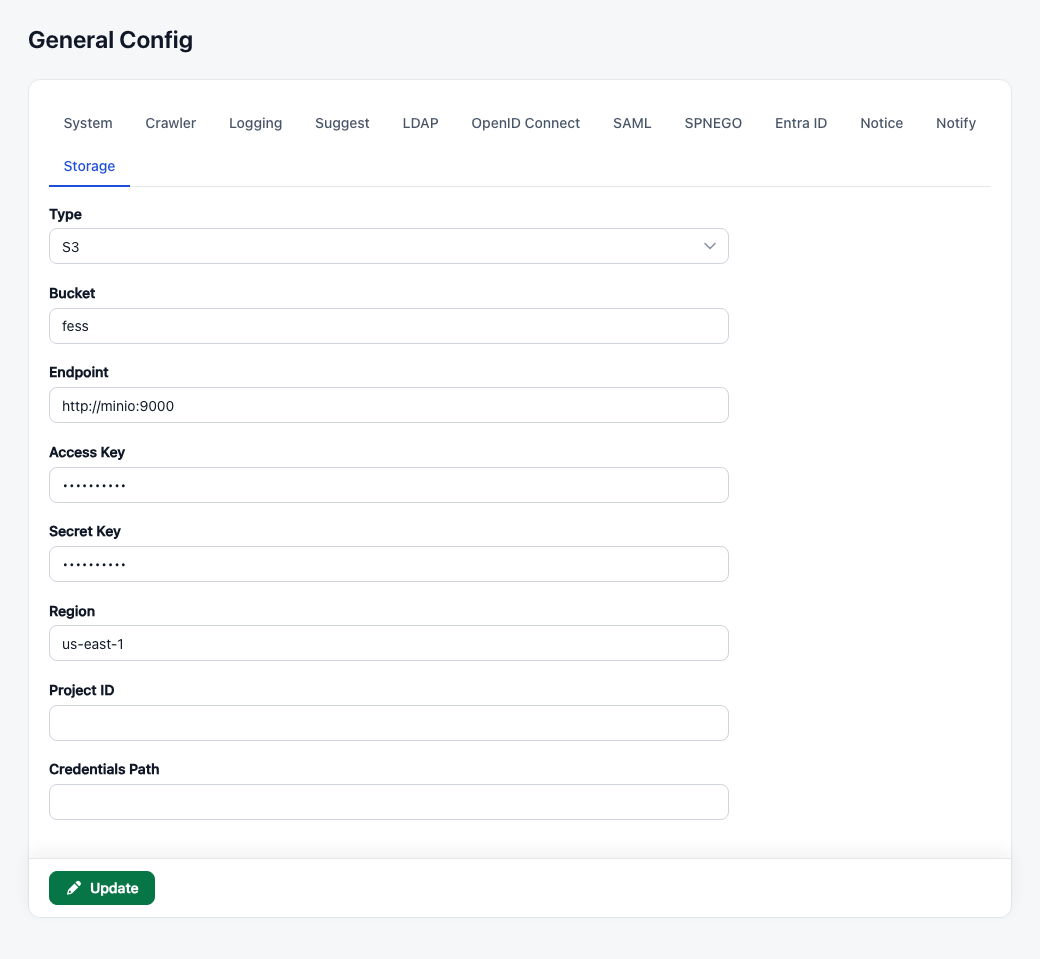 General Config
System Crawler Logging Suggest LDAP OpenID Connect SAML SPNEGO Entra ID Notice Notify
Storage
Type
S3
Bucket
fess
Endpoint
http://minio:9000
Access Key
••••••••••
Secret Key
••••••••••
Region
us-east-1
Project ID
Credentials Path
Update